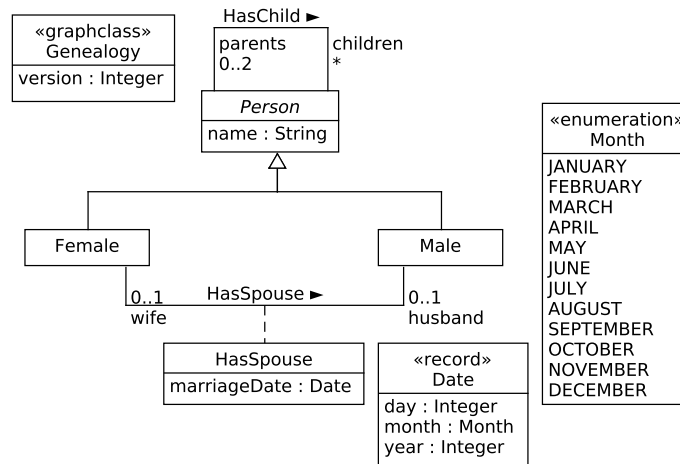 HasChild ►
«graphclass»
Genealogy
version : Integer
parents
children
0..2
*
Person
name : String
«enumeration»
Month
JANUARY
FEBRUARY
MARCH
APRIL
MAY
JUNE
JULY
AUGUST
SEPTEMBER
OCTOBER
NOVEMBER
DECEMBER
Female
Male
0..1
wife
HasSpouse ►
0..1
husband
HasSpouse
marriageDate : Date
«record»
Date
day : Integer
month : Month
year : Integer